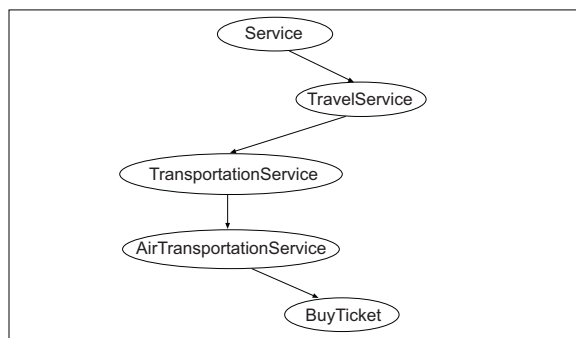 Service
TravelService
TransportationService
AirTransportationService
BuyTicket